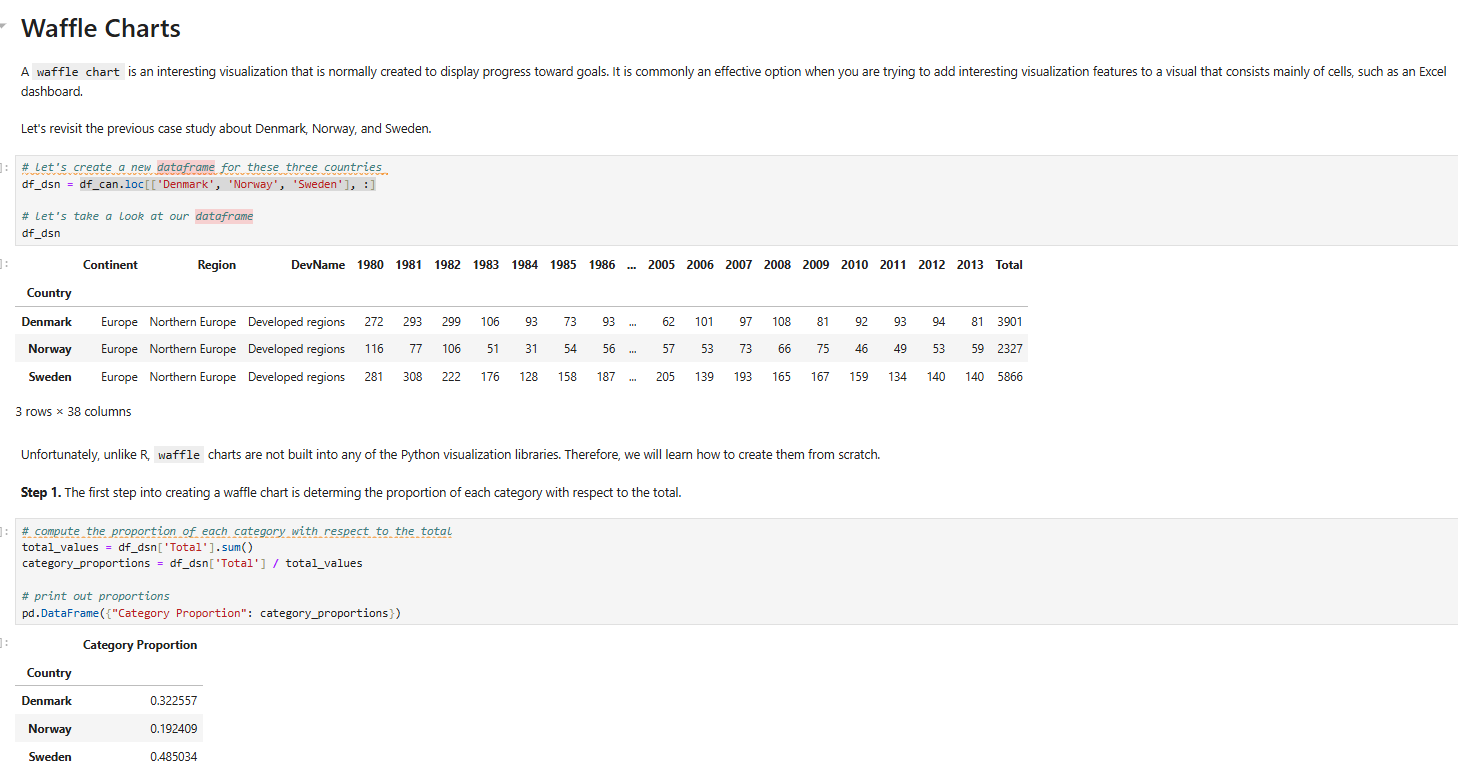 Waffle Charts
A waffle chart is an interesting visualization that is normally created to display progress toward goals. It is commonly an effective option when you are trying to add interesting visualization features to a visual that consists mainly of cells, such as an Excel
dashboard.
Let's revisit the previous case study about Denmark, Norway, and Sweden.
]:
# let's create a new dataframe for these three countries
df_dsn = df_can.loc[['Denmark', 'Norway', 'Sweden'], :]
# let's take a look at our dataframe
df_dsn
]:
Continent Region DevName 1980 1981 1982 1983 1984 1985 1986 ... 2005 2006 2007 2008 2009 2010 2011 2012 2013 Total
Country
Denmark Europe Northern Europe Developed regions 272 293 299 106 93 73 93 ... 62 101 97 108 81 92 93 94 81 3901
Norway Europe Northern Europe Developed regions 116 77 106 51 31 54 56 ... 57 53 73 66 75 46 49 53 59 2327
Sweden Europe Northern Europe Developed regions 281 308 222 176 128 158 187 ... 205 139 193 165 167 159 134 140 140 5866
3 rows × 38 columns
Unfortunately, unlike R, waffle charts are not built into any of the Python visualization libraries. Therefore, we will learn how to create them from scratch.
Step 1. The first step into creating a waffle chart is determing the proportion of each category with respect to the total.
]:
# compute the proportion of each category with respect to the total
total_values = df_dsn['Total'].sum()
category_proportions = df_dsn['Total'] / total_values
# print out proportions
pd.DataFrame({"Category Proportion": category_proportions})
]:
Category Proportion
Country
Denmark 0.322557
Norway 0.192409
Sweden 0.485034